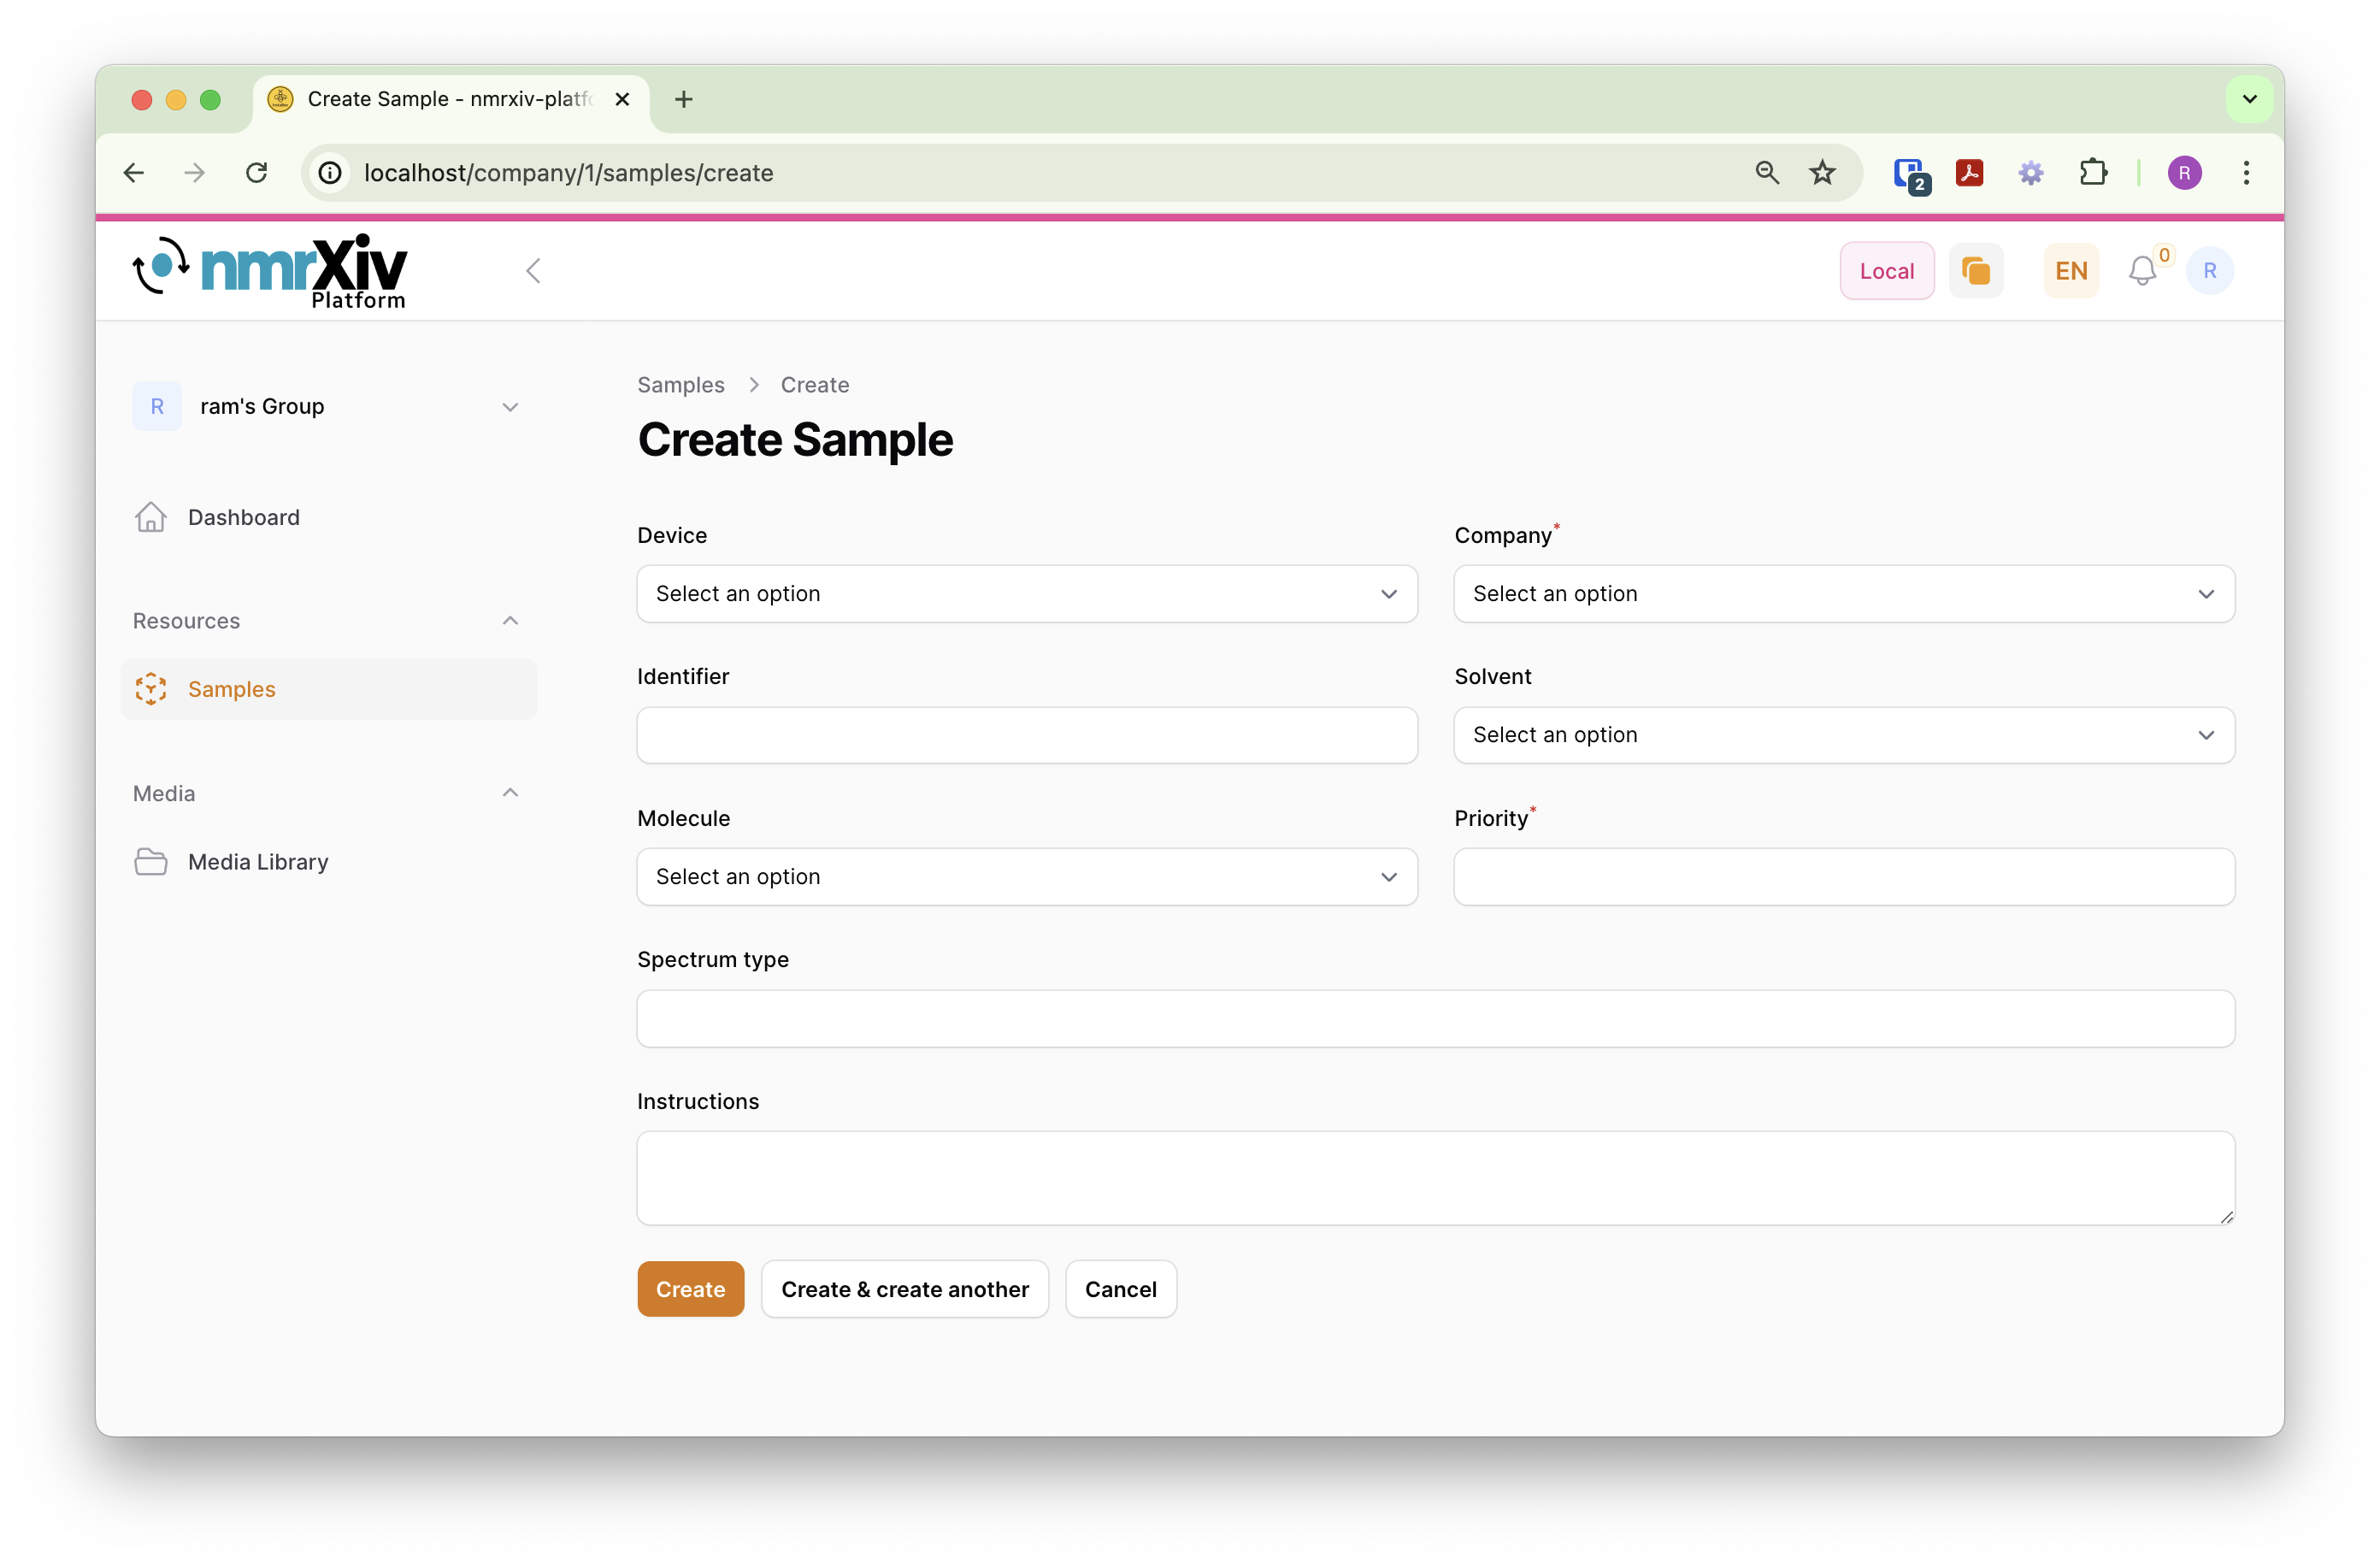 Create Sample - nmrxiv-platfo
localhost/company/1/samples/create
2
R
nmrXiv
Platform
Local
EN
0
R
R
ram's Group
Dashboard
Resources
Samples
Media
Media Library
Samples > Create
Create Sample
Device
Select an option
Company*
Select an option
Identifier
Solvent
Select an option
Molecule
Select an option
Priority*
Spectrum type
Instructions
Create
Create & create another
Cancel